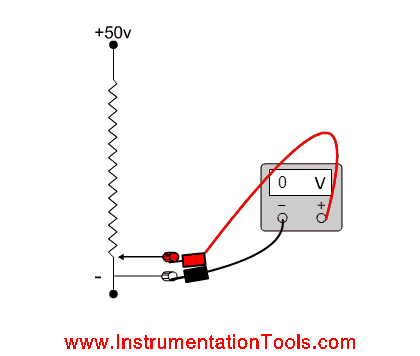 +50v
0 V
− +
-
www.InstrumentationTools.com